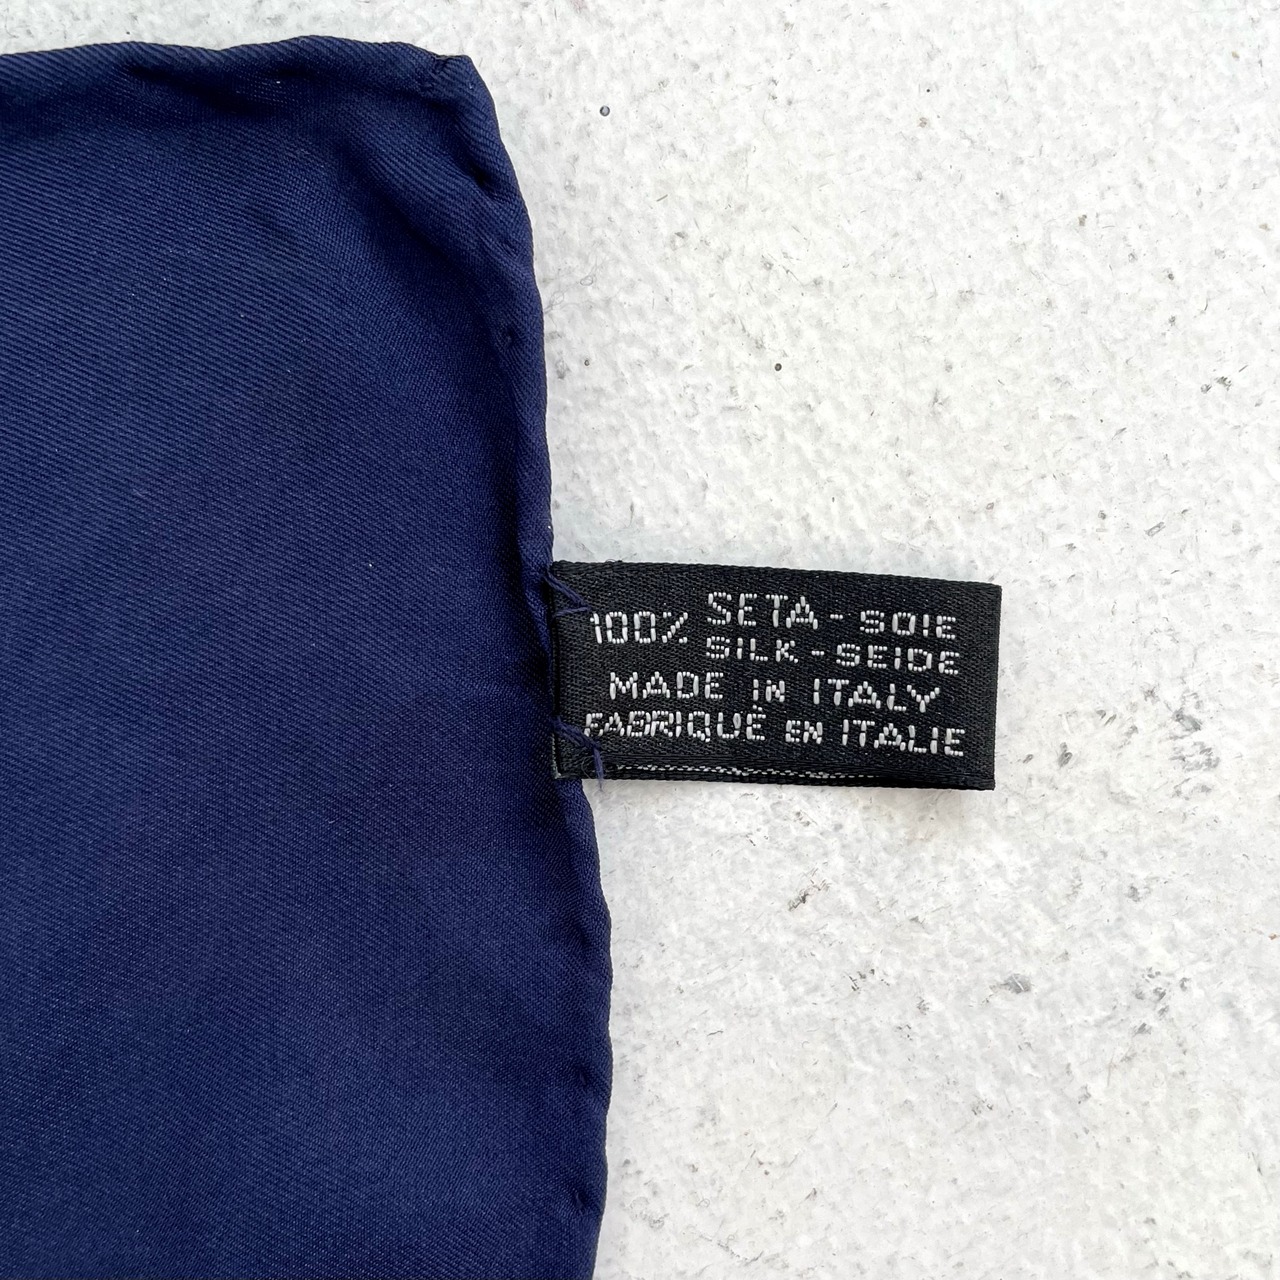 100% SETA - SOIE
SILK - SEIDE
MADE IN ITALY
FABRIQUÉ EN ITALIE